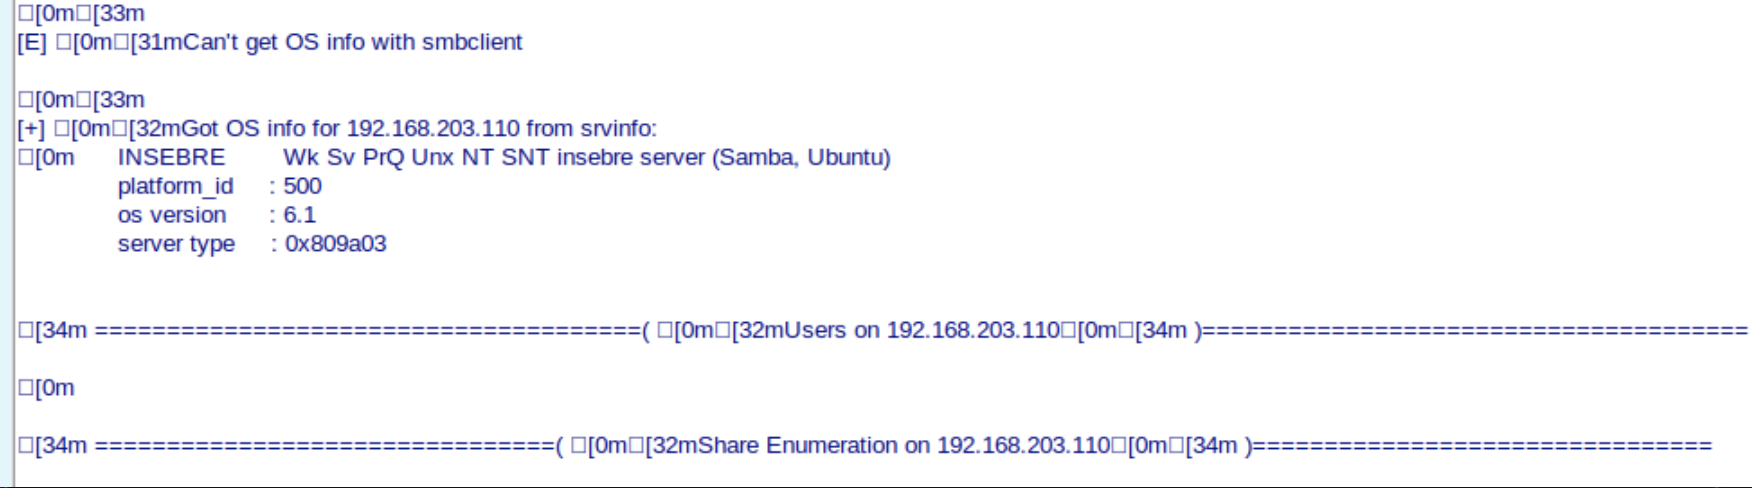 □[0m□[33m
[E] □[0m□[31mCan't get OS info with smbclient
□[0m□[33m
[+] □[0m□[32mGot OS info for 192.168.203.110 from srvinfo:
□[0m INSEBRE Wk Sv PrQ Unx NT SNT insebre server (Samba, Ubuntu)
platform_id : 500
os version : 6.1
server type : 0x809a03
□[34m ======================================( □[0m□[32mUsers on 192.168.203.110□[0m□[34m )======================================
□[0m
□[34m ================================( □[0m□[32mShare Enumeration on 192.168.203.110□[0m□[34m )================================